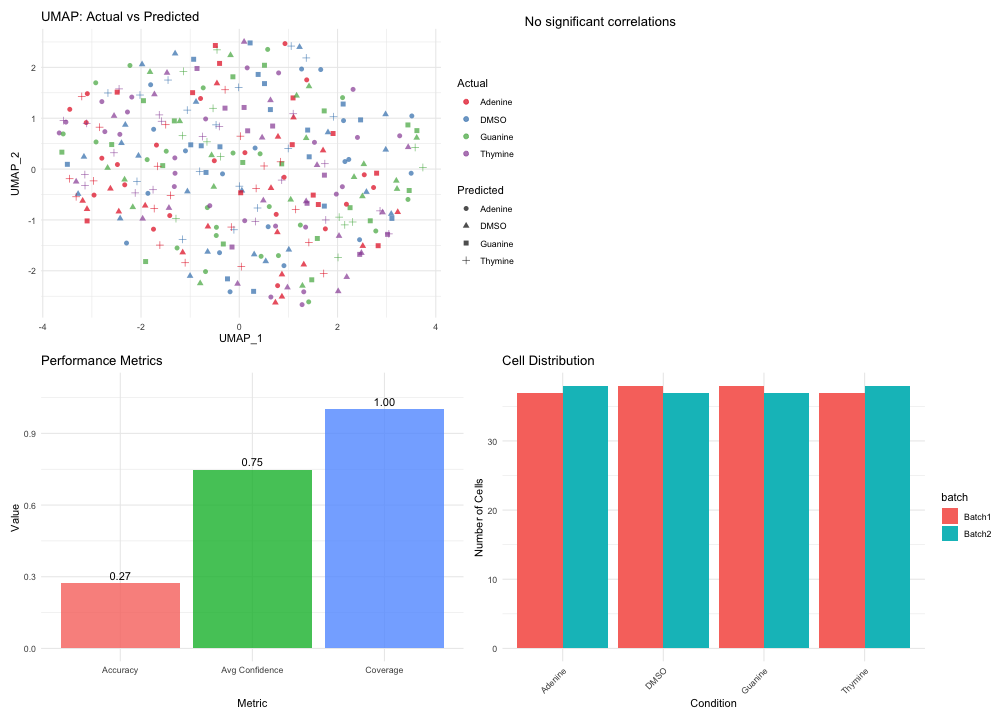 UMAP: Actual vs Predicted
UMAP_2
2
1
0
-1
-2
-4
-2
0
2
4
UMAP_1
No significant correlations
Actual
Adenine
DMSO
Guanine
Thymine
Predicted
Adenine
DMSO
Guanine
Thymine
Performance Metrics
Value
0.9
0.6
0.3
0.0
0.27
0.75
1.00
Accuracy
Avg Confidence
Coverage
Metric
Cell Distribution
Number of Cells
30
20
10
0
Adenine
DMSO
Guanine
Thymine
Condition
batch
Batch1
Batch2